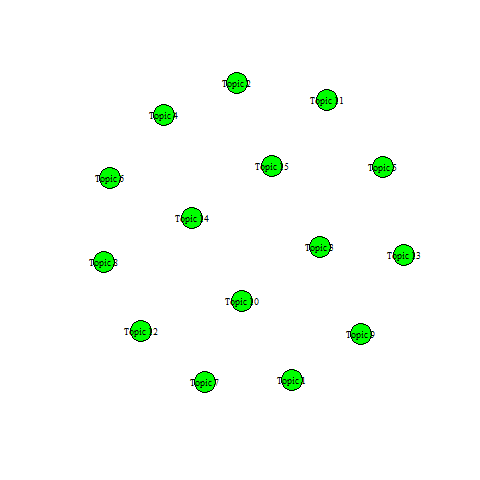 Topic 2
Topic 11
Topic 4
Topic 15
Topic 5
Topic 6
Topic 14
Topic 3
Topic 13
Topic 8
Topic 10
Topic 12
Topic 9
Topic 7
Topic 1